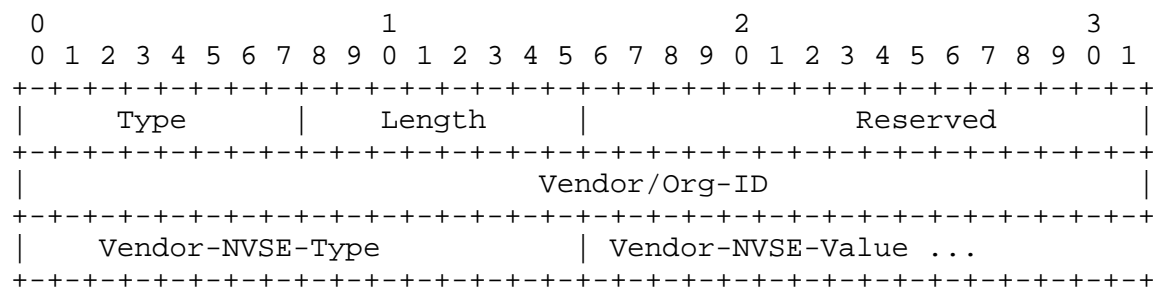 0                   1                   2                   3
 0 1 2 3 4 5 6 7 8 9 0 1 2 3 4 5 6 7 8 9 0 1 2 3 4 5 6 7 8 9 0 1
+-+-+-+-+-+-+-+-+-+-+-+-+-+-+-+-+-+-+-+-+-+-+-+-+-+-+-+-+-+-+-+-+
|     Type      |    Length     |               Reserved        |
+-+-+-+-+-+-+-+-+-+-+-+-+-+-+-+-+-+-+-+-+-+-+-+-+-+-+-+-+-+-+-+-+
|                             Vendor/Org-ID                     |
+-+-+-+-+-+-+-+-+-+-+-+-+-+-+-+-+-+-+-+-+-+-+-+-+-+-+-+-+-+-+-+-+
|    Vendor-NVSE-Type           | Vendor-NVSE-Value ...
+-+-+-+-+-+-+-+-+-+-+-+-+-+-+-+-+-+-+-+-+-+-+-+-+-+-+-+-+-+-+-+-+